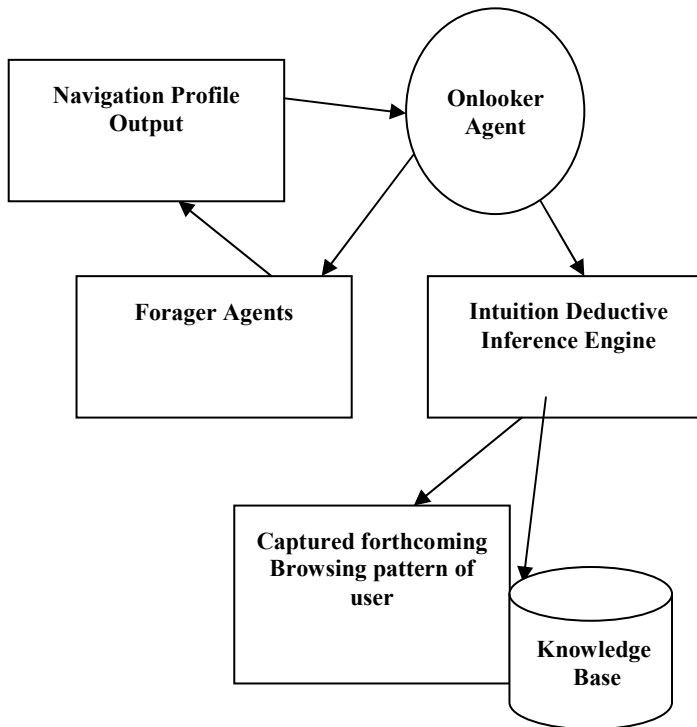 Navigation Profile
Output
Onlooker
Agent
Forager Agents
Intuition Deductive
Inference Engine
Captured forthcoming
Browsing pattern of
user
Knowledge
Base